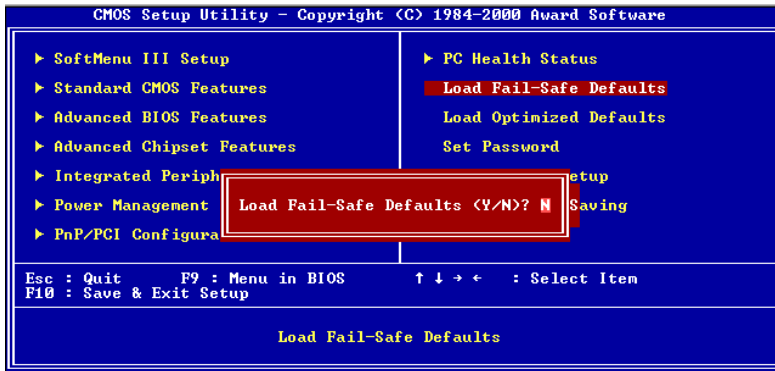 CMOS Setup Utility – Copyright (C) 1984-2000 Award Software
▶ SoftMenu III Setup
▶ Standard CMOS Features
▶ Advanced BIOS Features
▶ Advanced Chipset Features
▶ Integrated Periph
▶ Power Management
▶ PnP/PCI Configura
▶ PC Health Status
Load Fail-Safe Defaults
Load Optimized Defaults
Set Password
etup
Saving
Load Fail-Safe Defaults (Y/N)? N
Esc : Quit F9 : Menu in BIOS ↑ ↓ → ← : Select Item
F10 : Save & Exit Setup
Load Fail-Safe Defaults